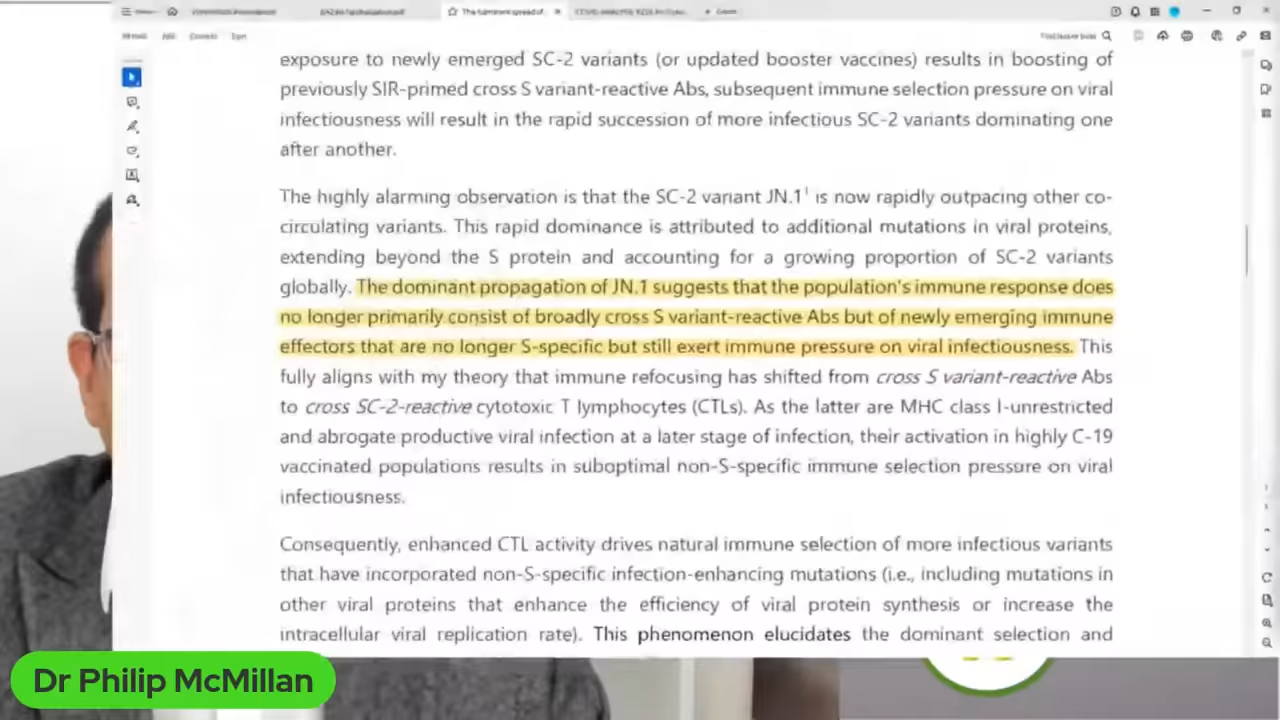 The dominant spread of
exposure to newly emerged SC-2 variants (or updated booster vaccines) results in boosting of
previously SIR-primed cross S variant-reactive Abs, subsequent immune selection pressure on viral
infectiousness will result in the rapid succession of more infectious SC-2 variants dominating one
after another.
The highly alarming observation is that the SC-2 variant JN.1¹ is now rapidly outpacing other co-
circulating variants. This rapid dominance is attributed to additional mutations in viral proteins,
extending beyond the S protein and accounting for a growing proportion of SC-2 variants
globally. The dominant propagation of JN.1 suggests that the population's immune response does
no longer primarily consist of broadly cross S variant-reactive Abs but of newly emerging immune
effectors that are no longer S-specific but still exert immune pressure on viral infectiousness. This
fully aligns with my theory that immune refocusing has shifted from cross S variant-reactive Abs
to cross SC-2-reactive cytotoxic T lymphocytes (CTLs). As the latter are MHC class I-unrestricted
and abrogate productive viral infection at a later stage of infection, their activation in highly C-19
vaccinated populations results in suboptimal non-S-specific immune selection pressure on viral
infectiousness.
Consequently, enhanced CTL activity drives natural immune selection of more infectious variants
that have incorporated non-S-specific infection-enhancing mutations (i.e., including mutations in
other viral proteins that enhance the efficiency of viral protein synthesis or increase the
intracellular viral replication rate). This phenomenon elucidates the dominant selection and
Dr Philip McMillan